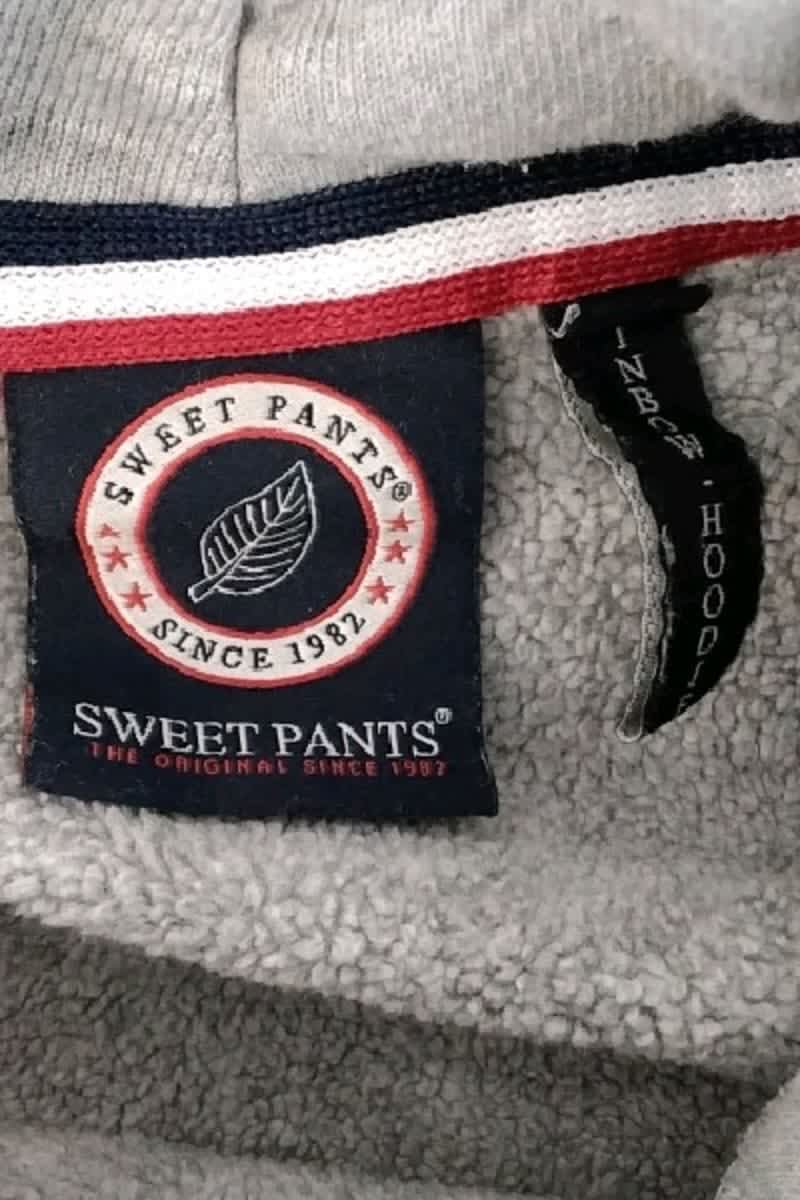 SWEET PANTS®
SINCE 1982
SWEET PANTS®
THE ORIGINAL SINCE 1982
- HOODIE